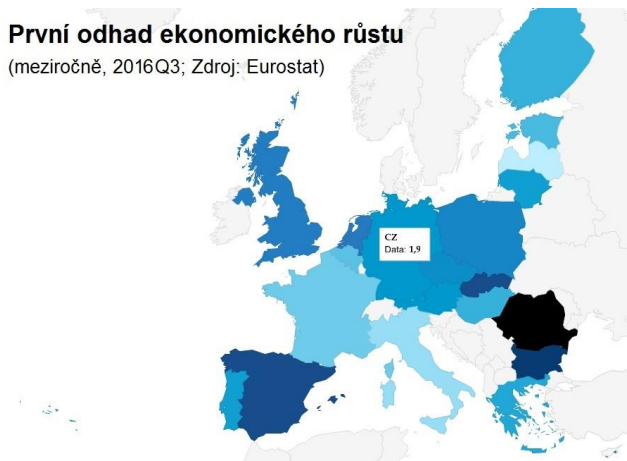 První odhad ekonomického růstu
(meziročně, 2016Q3; Zdroj: Eurostat)
CZ
Data: 1,9